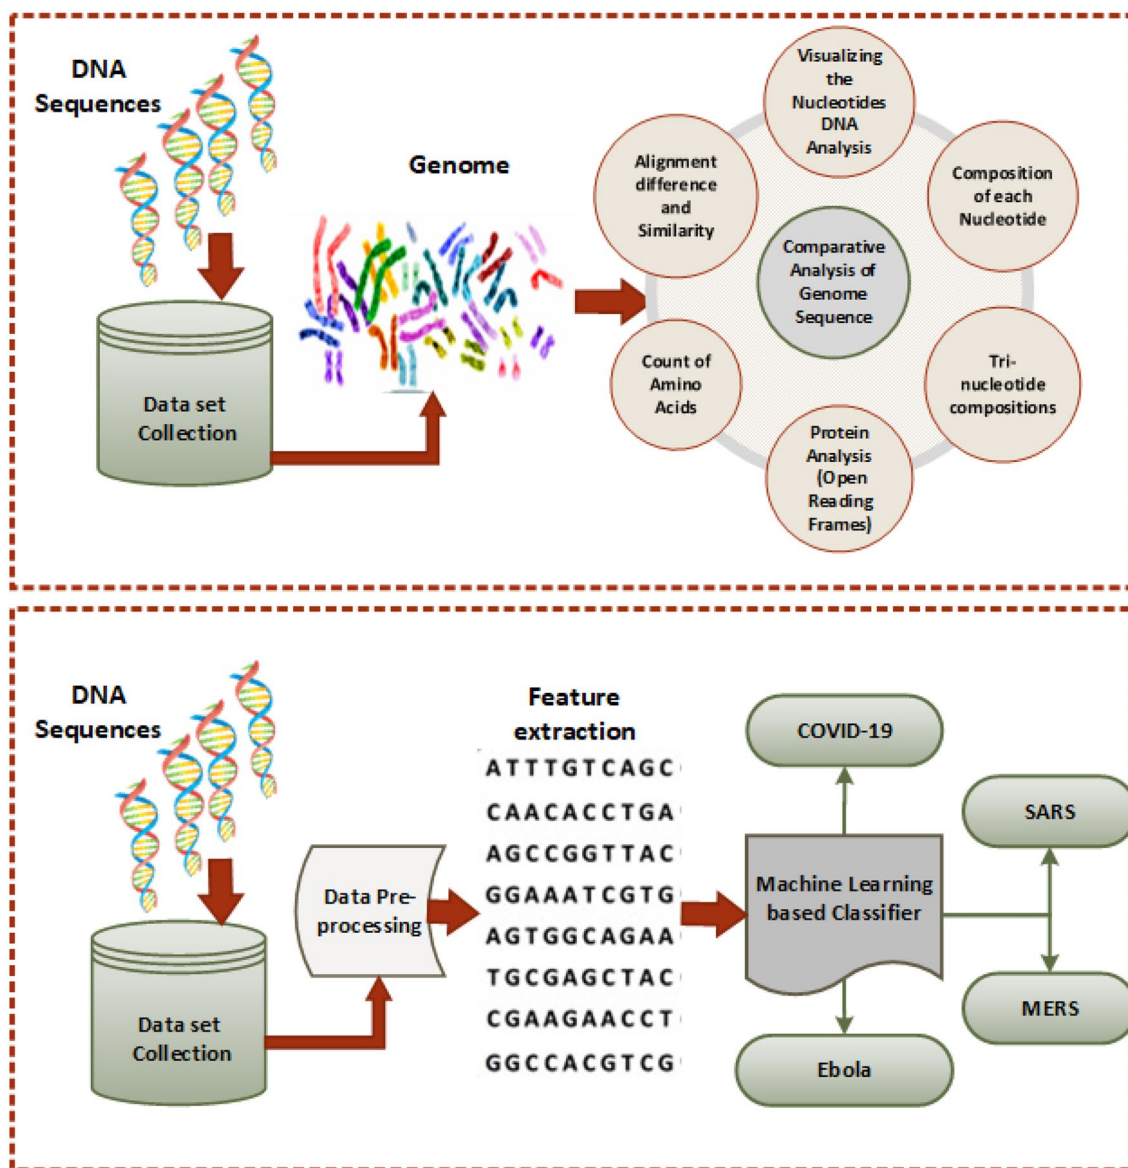 DNA
Sequences
Genome
Data set
Collection
Visualizing
the
Nucleotides
DNA
Analysis
Alignment
difference
and
Similarity
Composition
of each
Nucleotide
Comparative
Analysis of
Genome
Sequence
Count of
Amino
Acids
Tri-
nucleotide
compositions
Protein
Analysis
(Open
Reading
Frames)
DNA
Sequences
Data set
Collection
Data Pre-
processing
Feature
extraction
ATTTGTCAGC
CAACACCTGA
AGCCGGTTAC
GGAAATCGTG
AGTGGCAGAA
TGCGAGCTAC
CGAAGAACCT
GGCCACGTCG
COVID-19
SARS
Machine Learning
based Classifier
MERS
Ebola